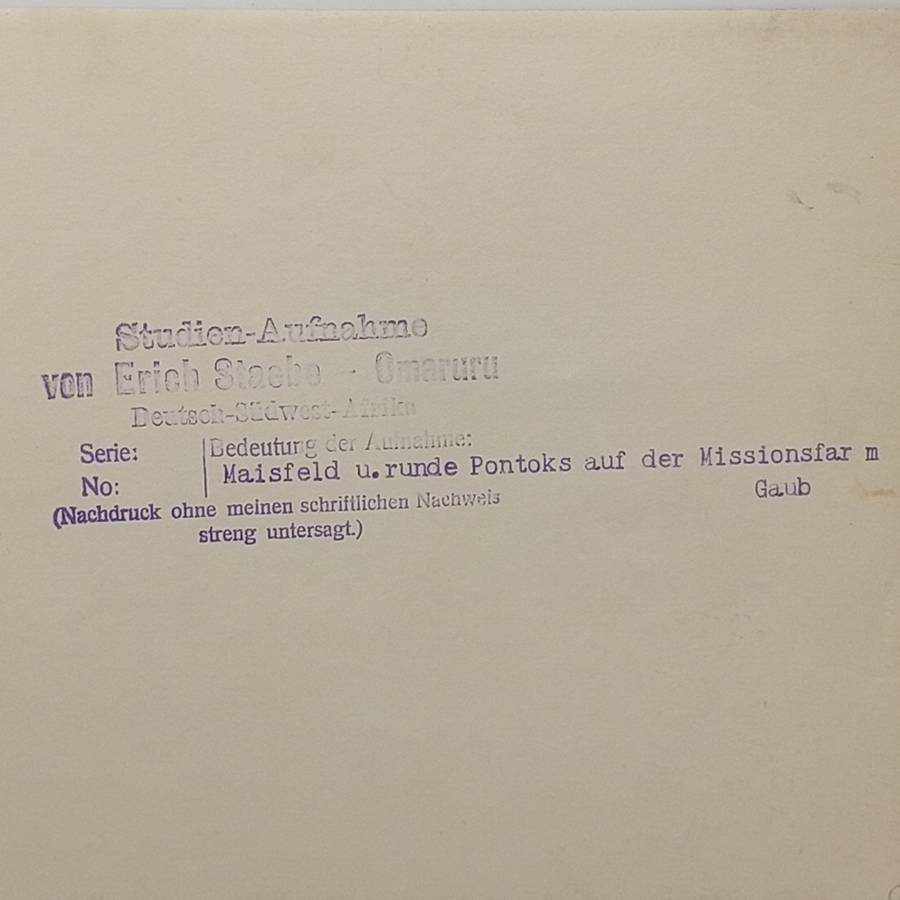 Studien-Aufnahme
von Erich Staebe - Omaruru
Deutsch-Südwest-Afrika
Serie: Bedeutung der Aufnahme:
No: Maisfeld u.runde Pontoks auf der Missionsfar m
Gaub
(Nachdruck ohne meinen schriftlichen Nachweis
streng untersagt.)